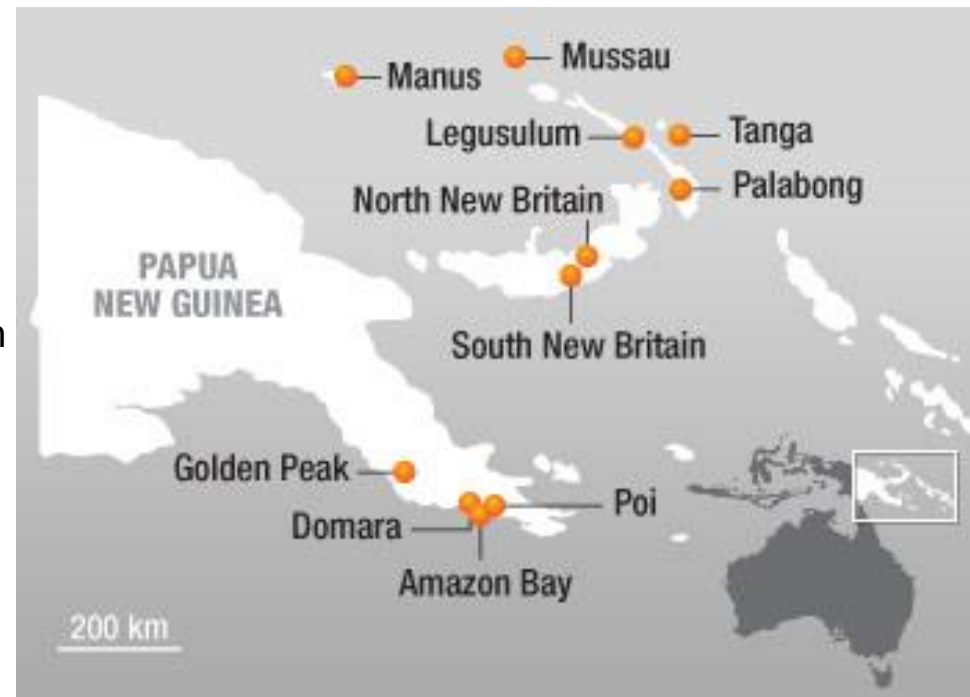 Mussau
Manus
Legusulum
Tanga
Palabong
North New Britain
PAPUA
NEW GUINEA
n
South New Britain
Golden Peak
Poi
Domara
Amazon Bay
200 km